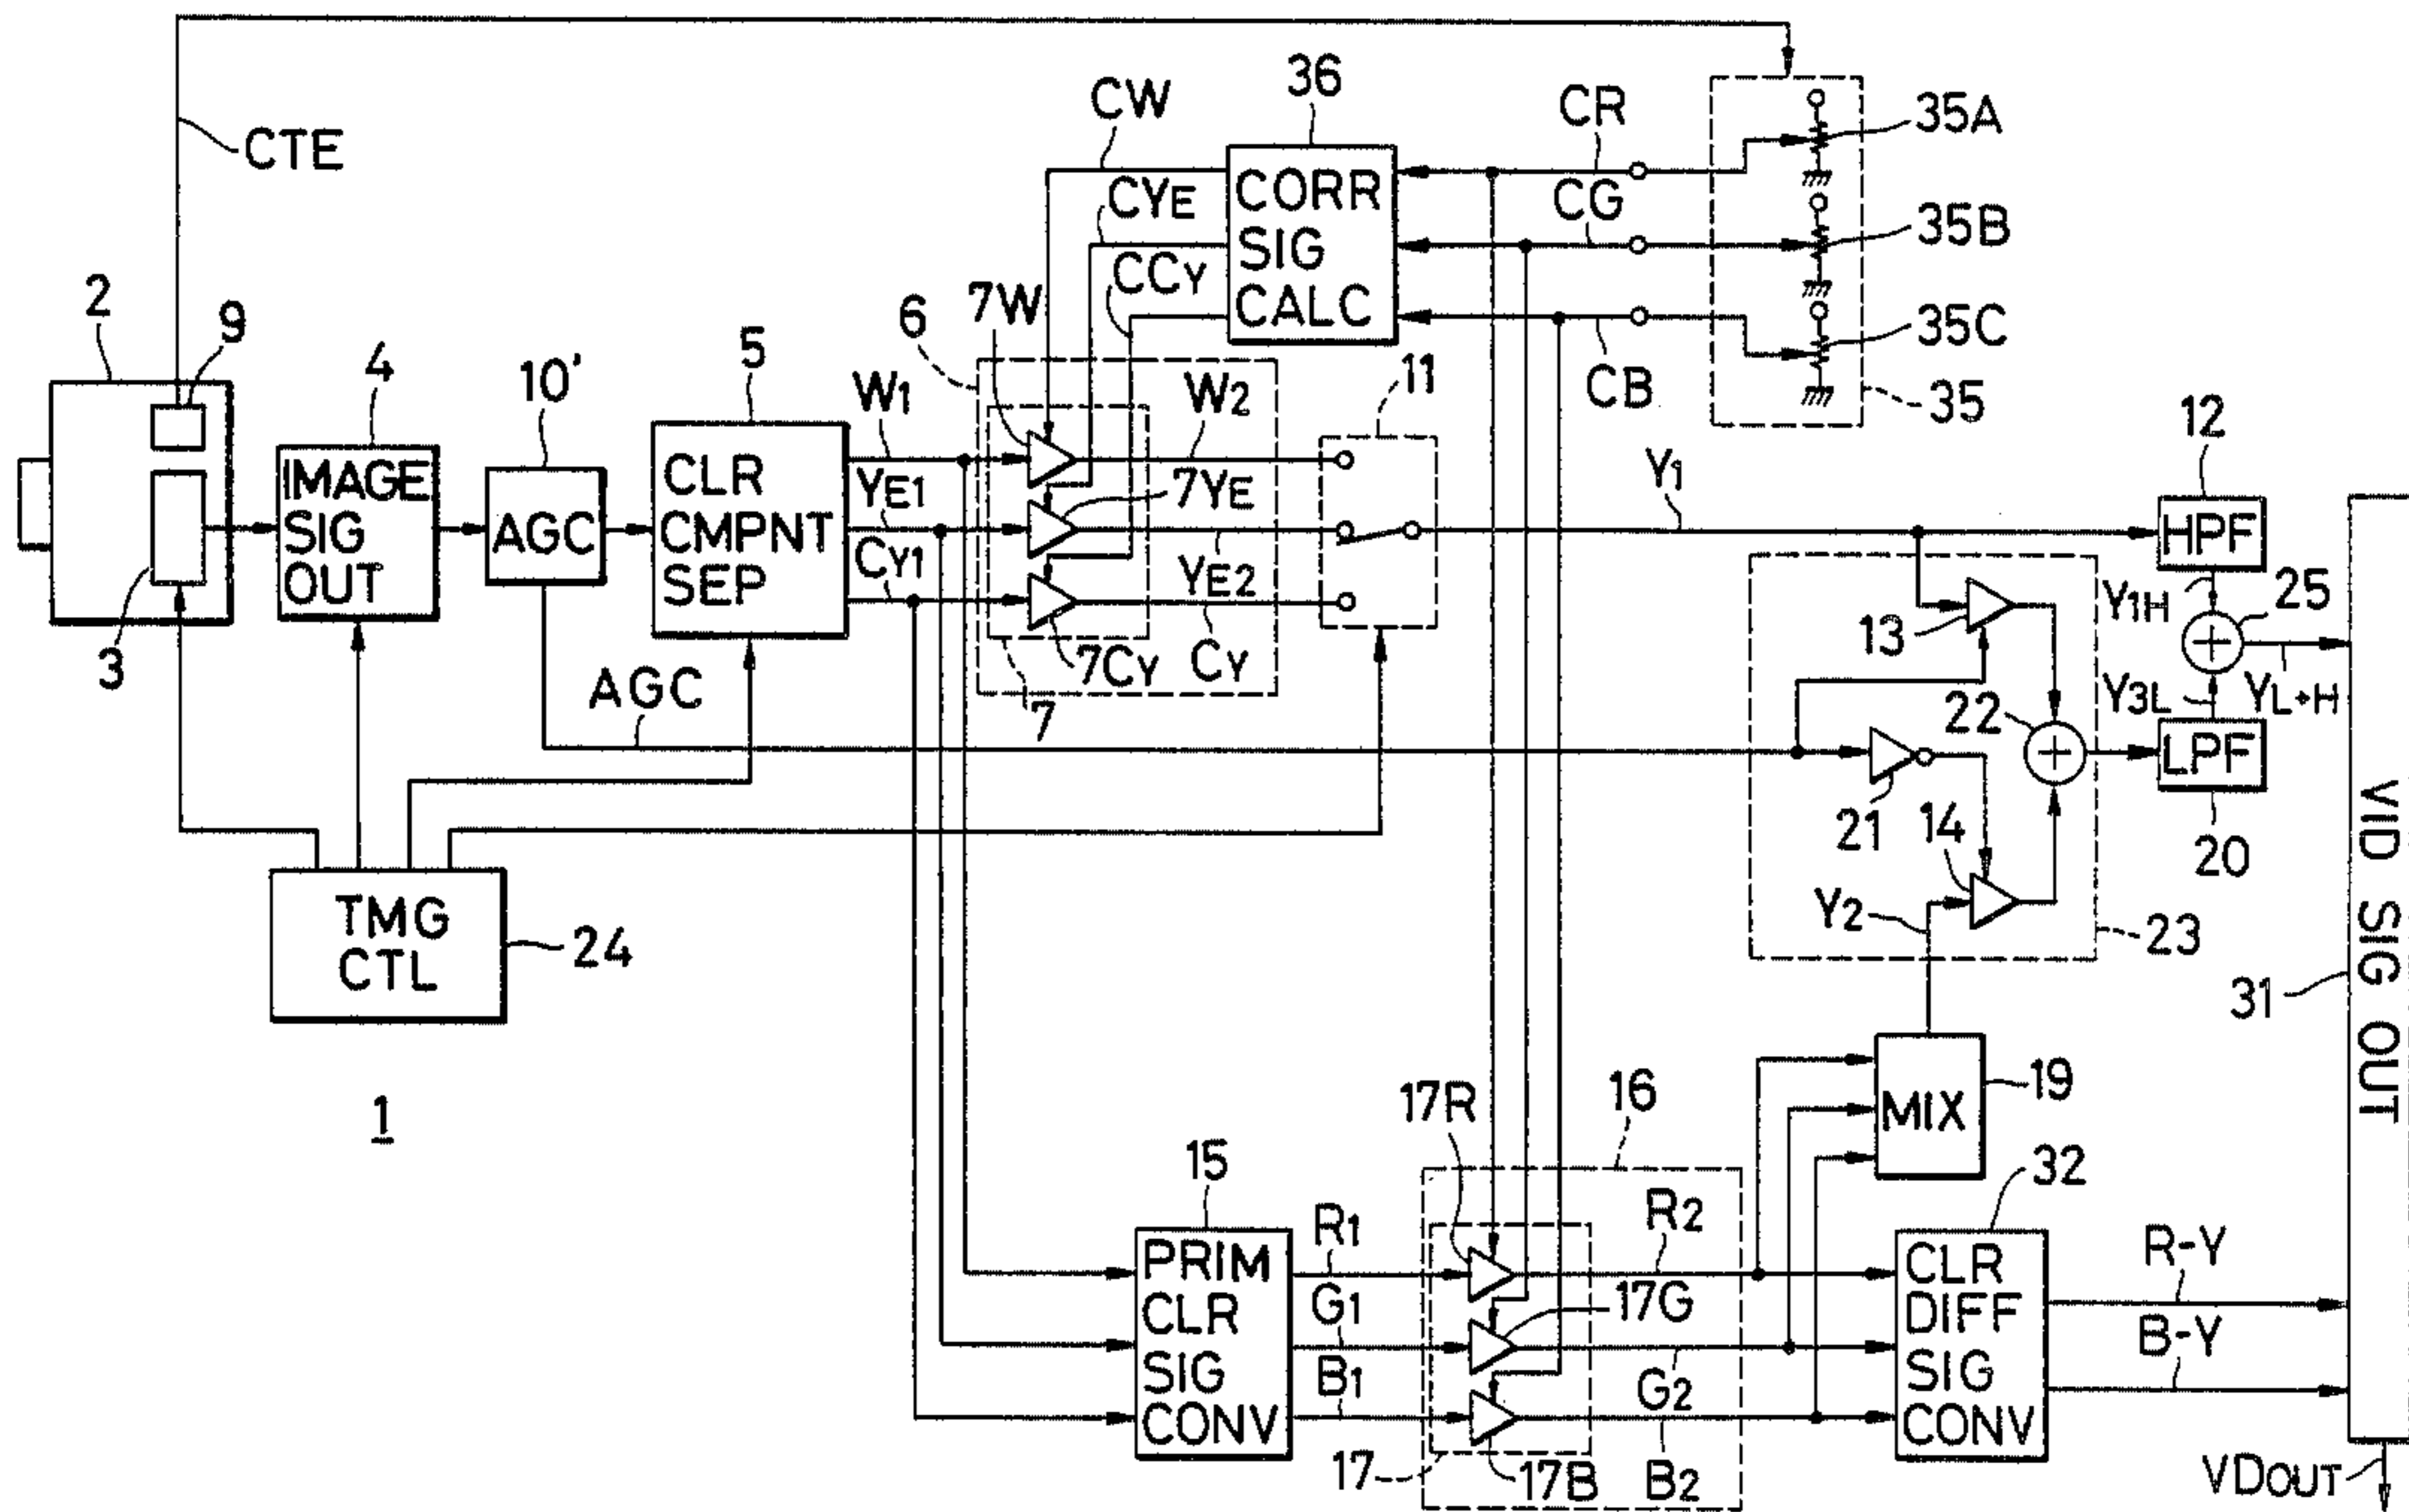 CTE
CW
36
CR
35A
CYE
CORR
SIG
CALC
CG
35B
CCY
35C
CB
35
2
9
4
10'
5
6
7W
W1
W2
11
12
IMAGE
SIG
OUT
AGC
CLR
CMPNT
SEP
YE1
7YE
Y1
HPF
CY1
YE2
Y1H
25
3
7CY
CY
13
AGC
7
22
Y3L
YL+H
LPF
21
14
20
TMG
CTL
24
Y2
23
VID SIG OUT
31
1
17R
16
MIX
19
15
32
PRIM
CLR
SIG
CONV
R1
R2
CLR
DIFF
SIG
CONV
R-Y
G1
17G
B-Y
B1
G2
17
17B
B2
VDOUT